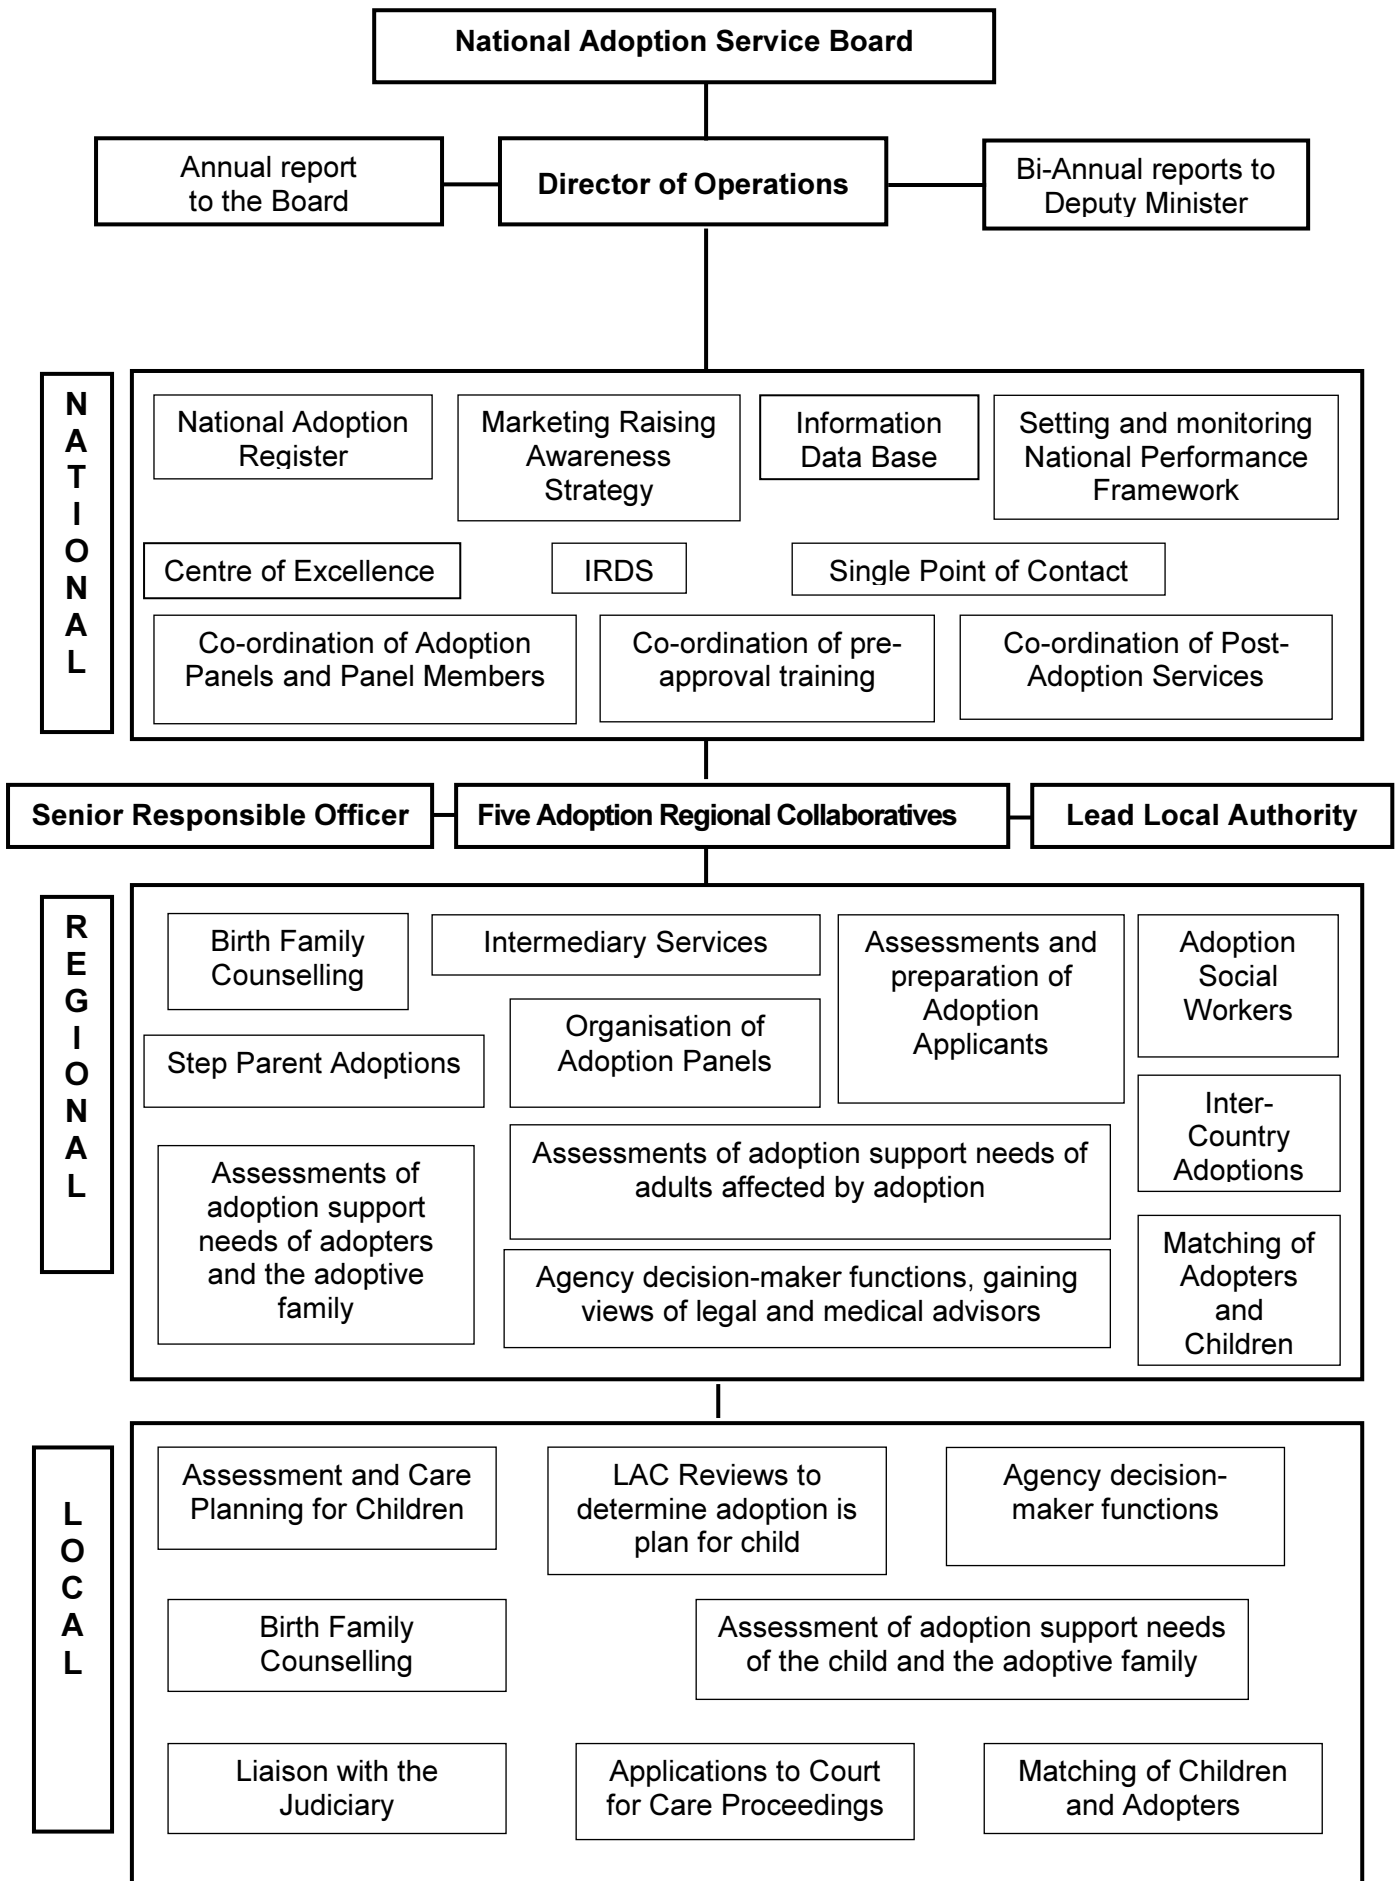 National Adoption Service Board
Annual report
to the Board
Director of Operations
Bi-Annual reports to
Deputy Minister
NATIONAL
National Adoption
Register
Marketing Raising
Awareness
Strategy
Information
Data Base
Setting and monitoring
National Performance
Framework
Centre of Excellence
IRDS
Single Point of Contact
Co-ordination of Adoption
Panels and Panel Members
Co-ordination of pre-
approval training
Co-ordination of Post-
Adoption Services
Senior Responsible Officer
Five Adoption Regional Collaboratives
Lead Local Authority
REGIONAL
Birth Family
Counselling
Intermediary Services
Assessments and
preparation of
Adoption
Applicants
Adoption
Social
Workers
Step Parent Adoptions
Organisation of
Adoption Panels
Inter-
Country
Adoptions
Assessments of
adoption support
needs of adopters
and the adoptive
family
Assessments of adoption support needs of
adults affected by adoption
Agency decision-maker functions, gaining
views of legal and medical advisors
Matching of
Adopters
and
Children
LOCAL
Assessment and Care
Planning for Children
LAC Reviews to
determine adoption is
plan for child
Agency decision-
maker functions
Birth Family
Counselling
Assessment of adoption support needs
of the child and the adoptive family
Liaison with the
Judiciary
Applications to Court
for Care Proceedings
Matching of Children
and Adopters